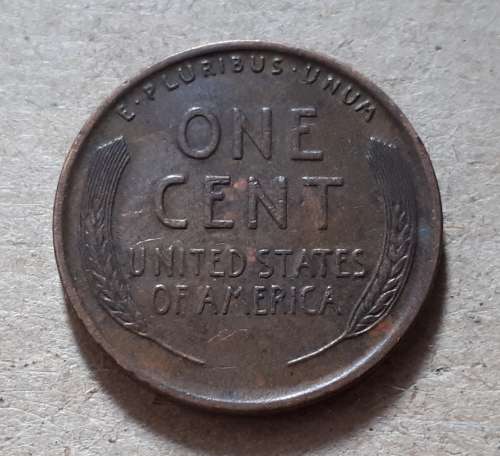 E·PLURIBUS·UNUM
ONE
CENT
UNITED STATES
OF AMERICA